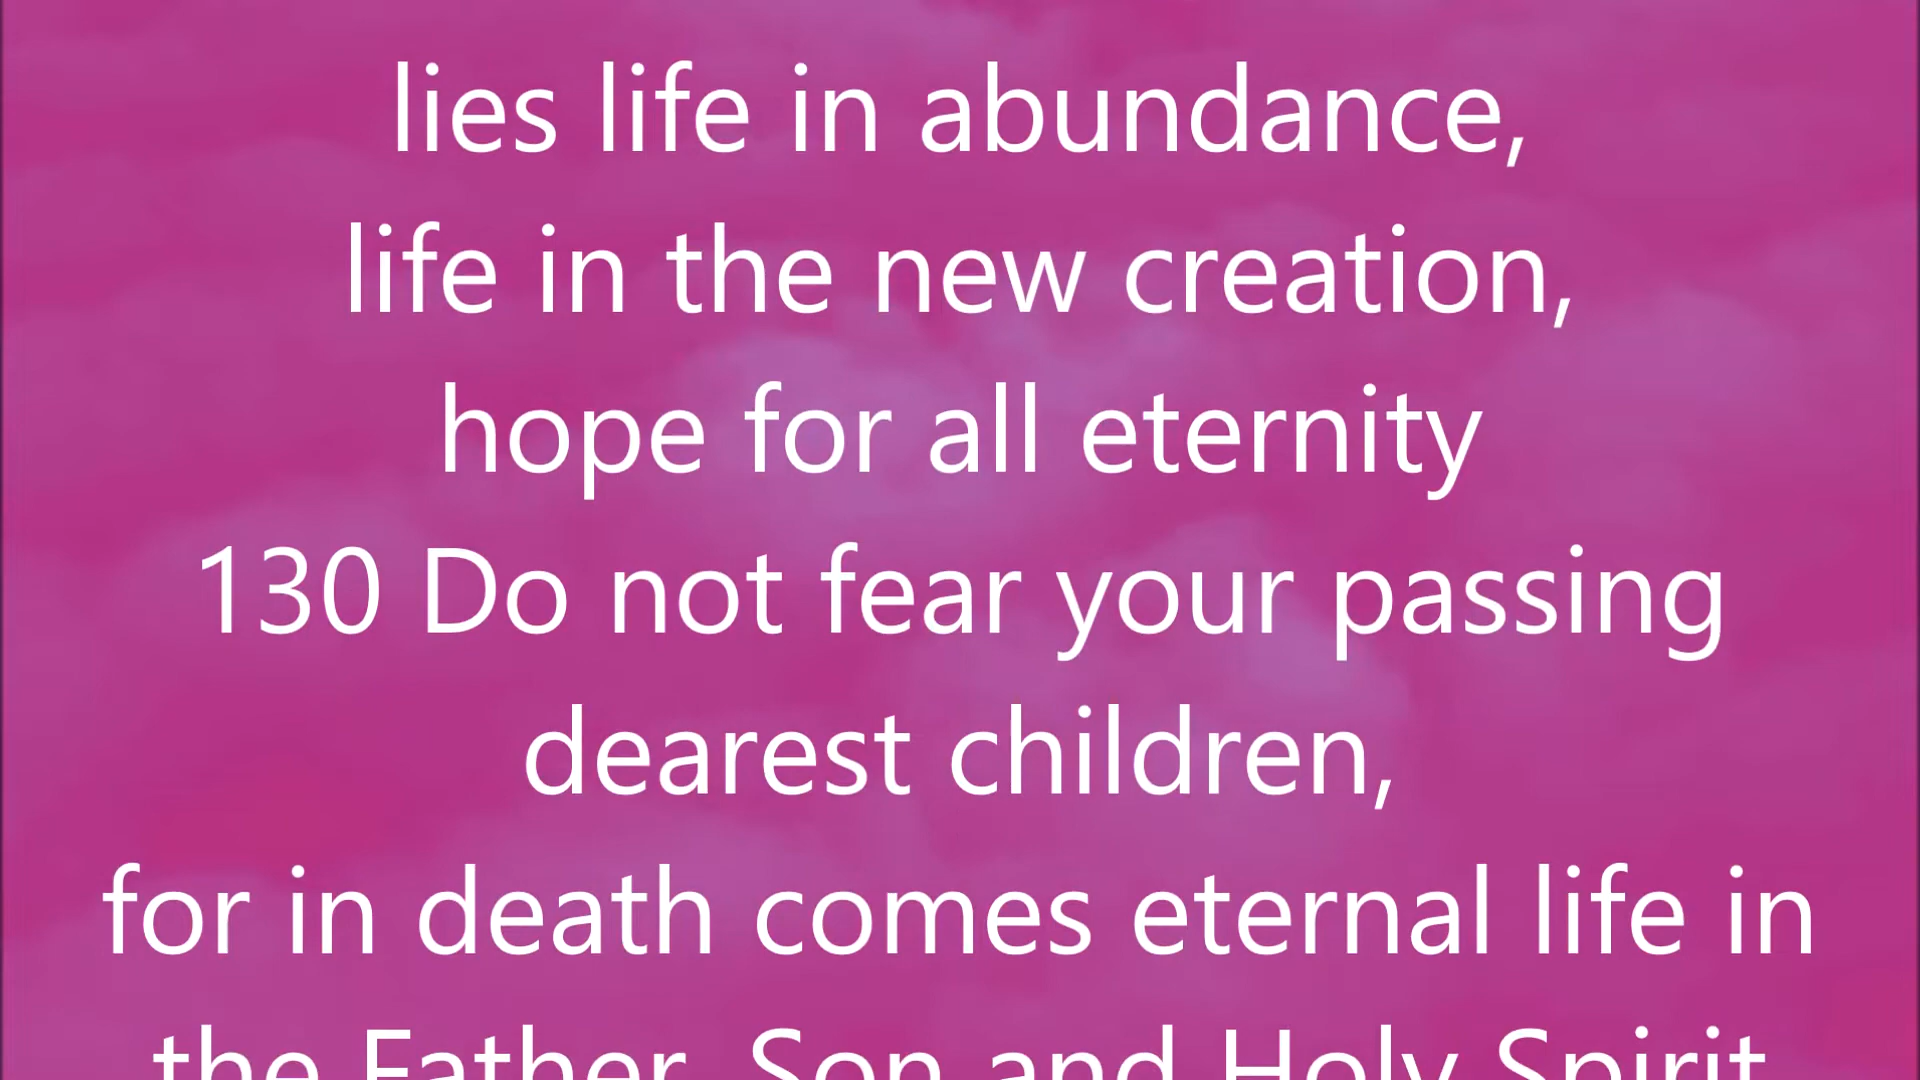 lies life in abundance,
life in the new creation,
hope for all eternity
130 Do not fear your passing
dearest children,
for in death comes eternal life in
the Father, Son and Holy Spirit